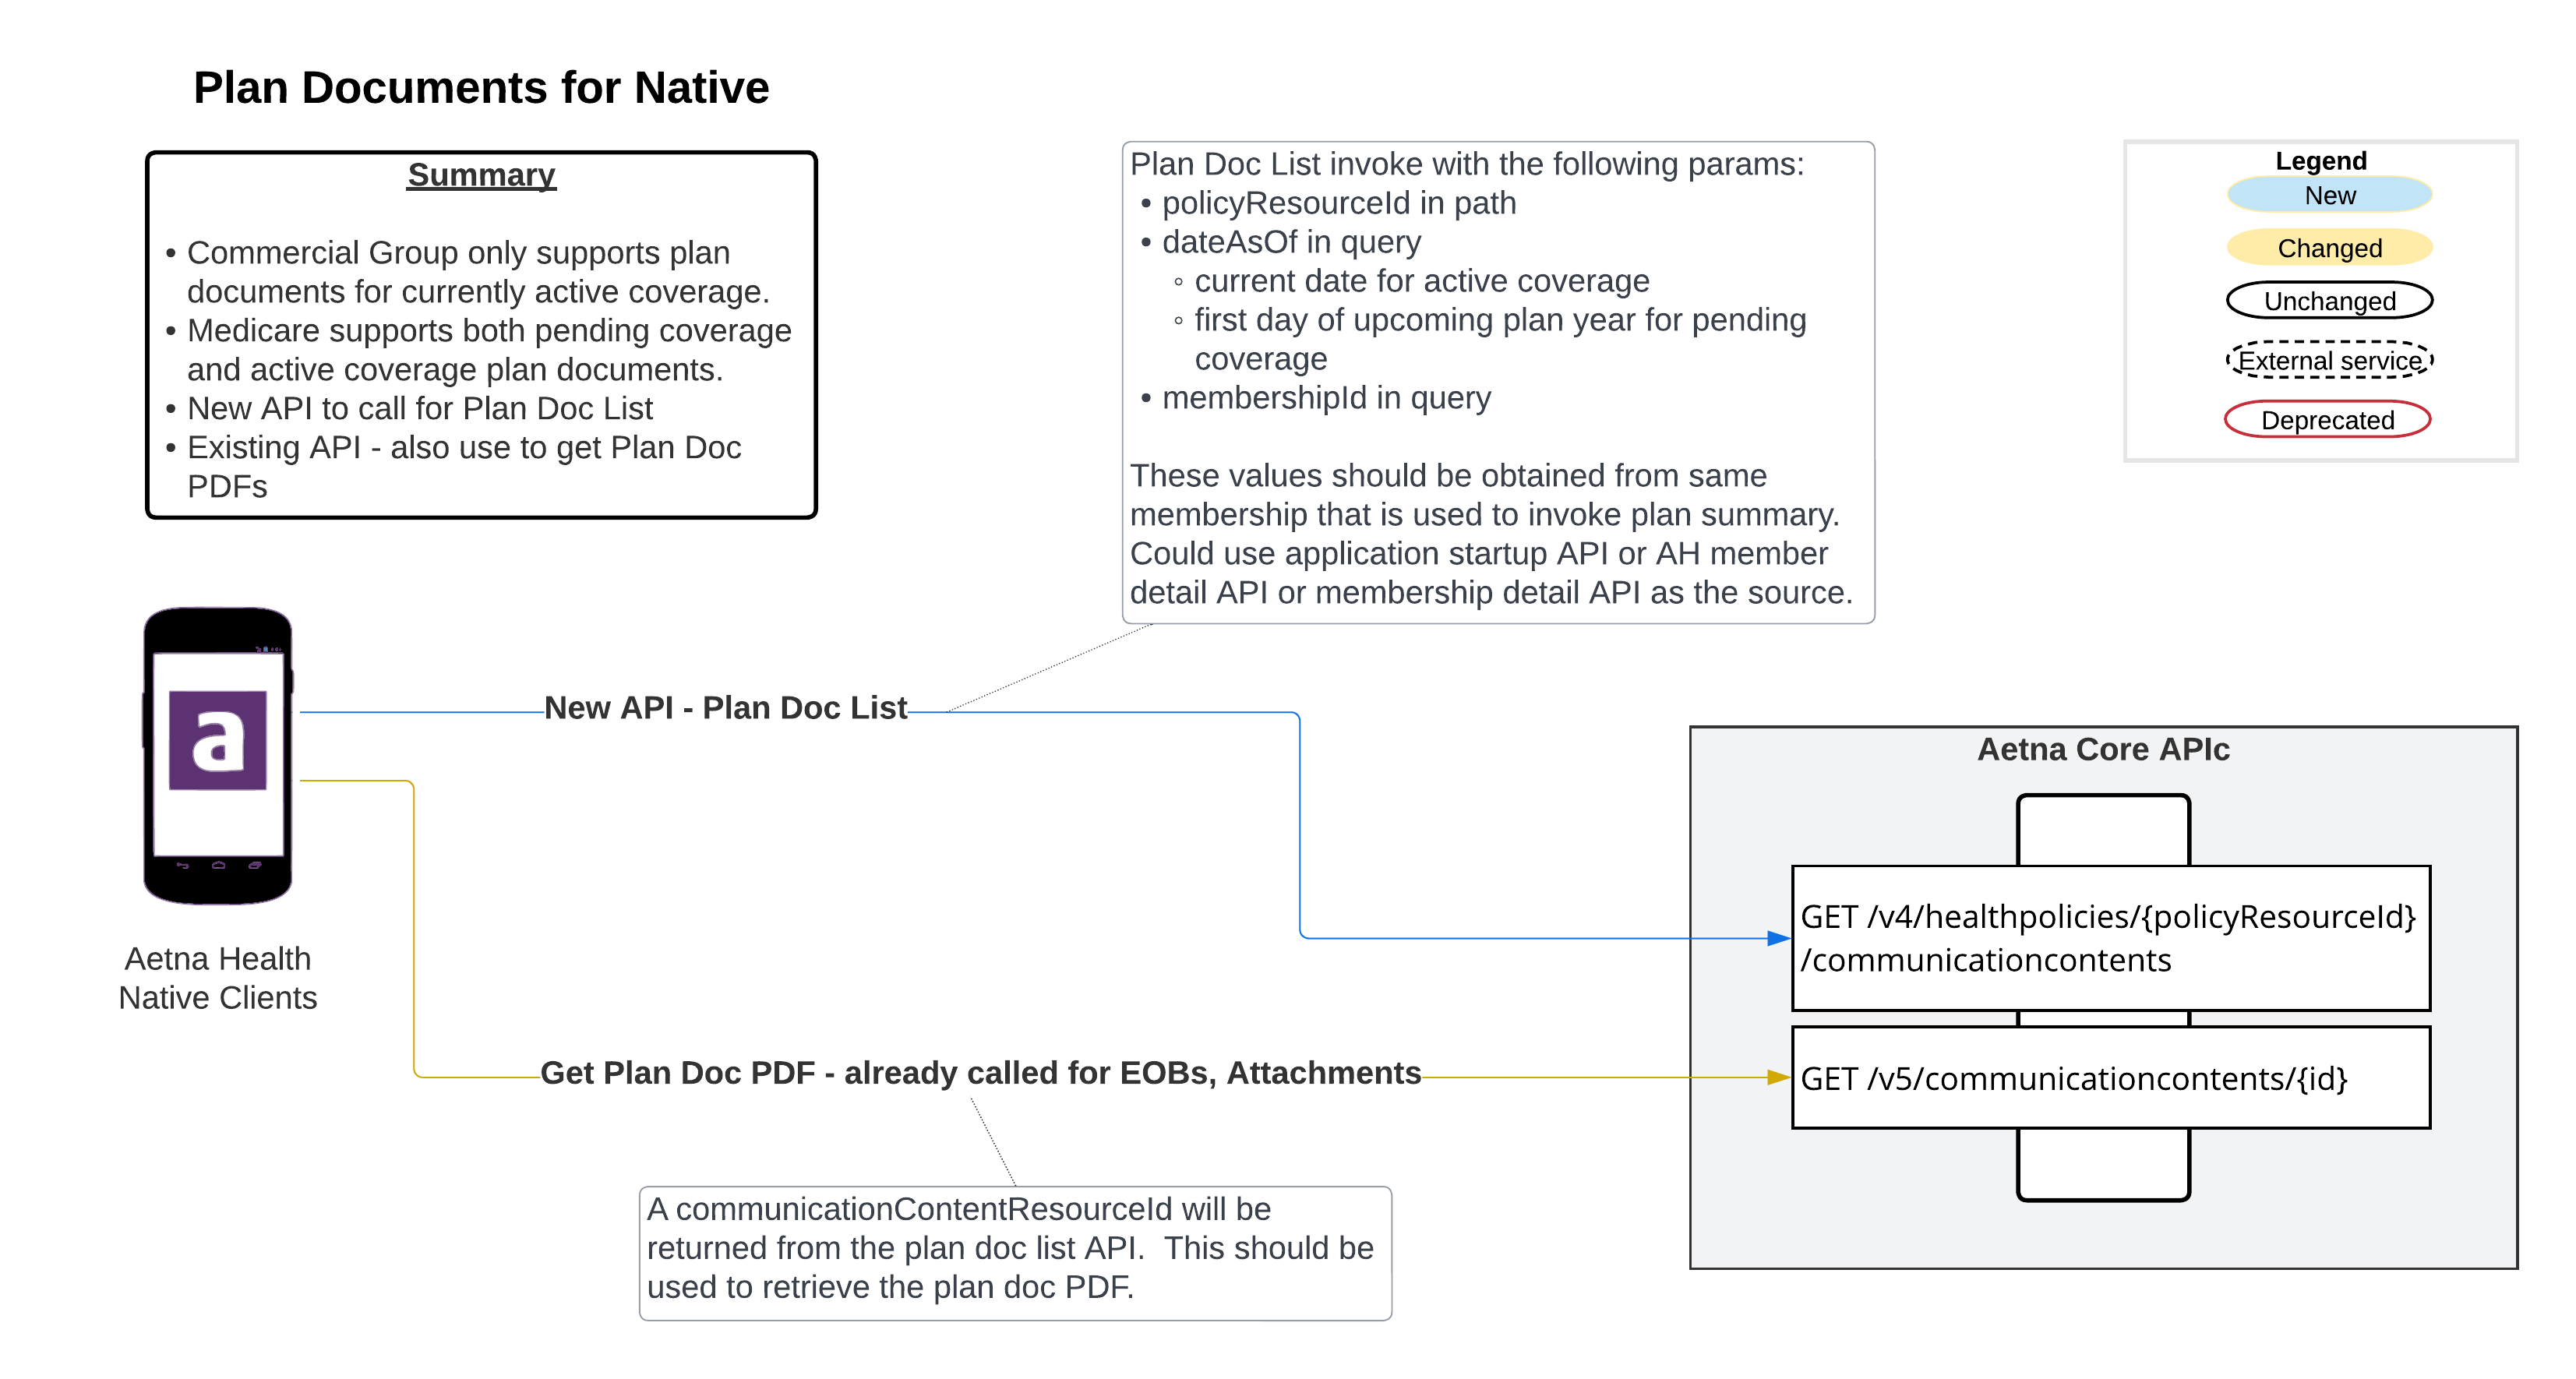 Plan Documents for Native
Summary
• Commercial Group only supports plan
documents for currently active coverage.
• Medicare supports both pending coverage
and active coverage plan documents.
• New API to call for Plan Doc List
• Existing API - also use to get Plan Doc
PDFs
Plan Doc List invoke with the following params:
• policyResourceId in path
• dateAsOf in query
◦ current date for active coverage
◦ first day of upcoming plan year for pending
coverage
• membershipId in query
These values should be obtained from same
membership that is used to invoke plan summary.
Could use application startup API or AH member
detail API or membership detail API as the source.
Legend
New
Changed
Unchanged
External service
Deprecated
a
Aetna Health
Native Clients
New API - Plan Doc List
Get Plan Doc PDF - already called for EOBs, Attachments
A communicationContentResourceId will be
returned from the plan doc list API.  This should be
used to retrieve the plan doc PDF.
Aetna Core APIc
GET /v4/healthpolicies/{policyResourceId}
/communicationcontents
GET /v5/communicationcontents/{id}